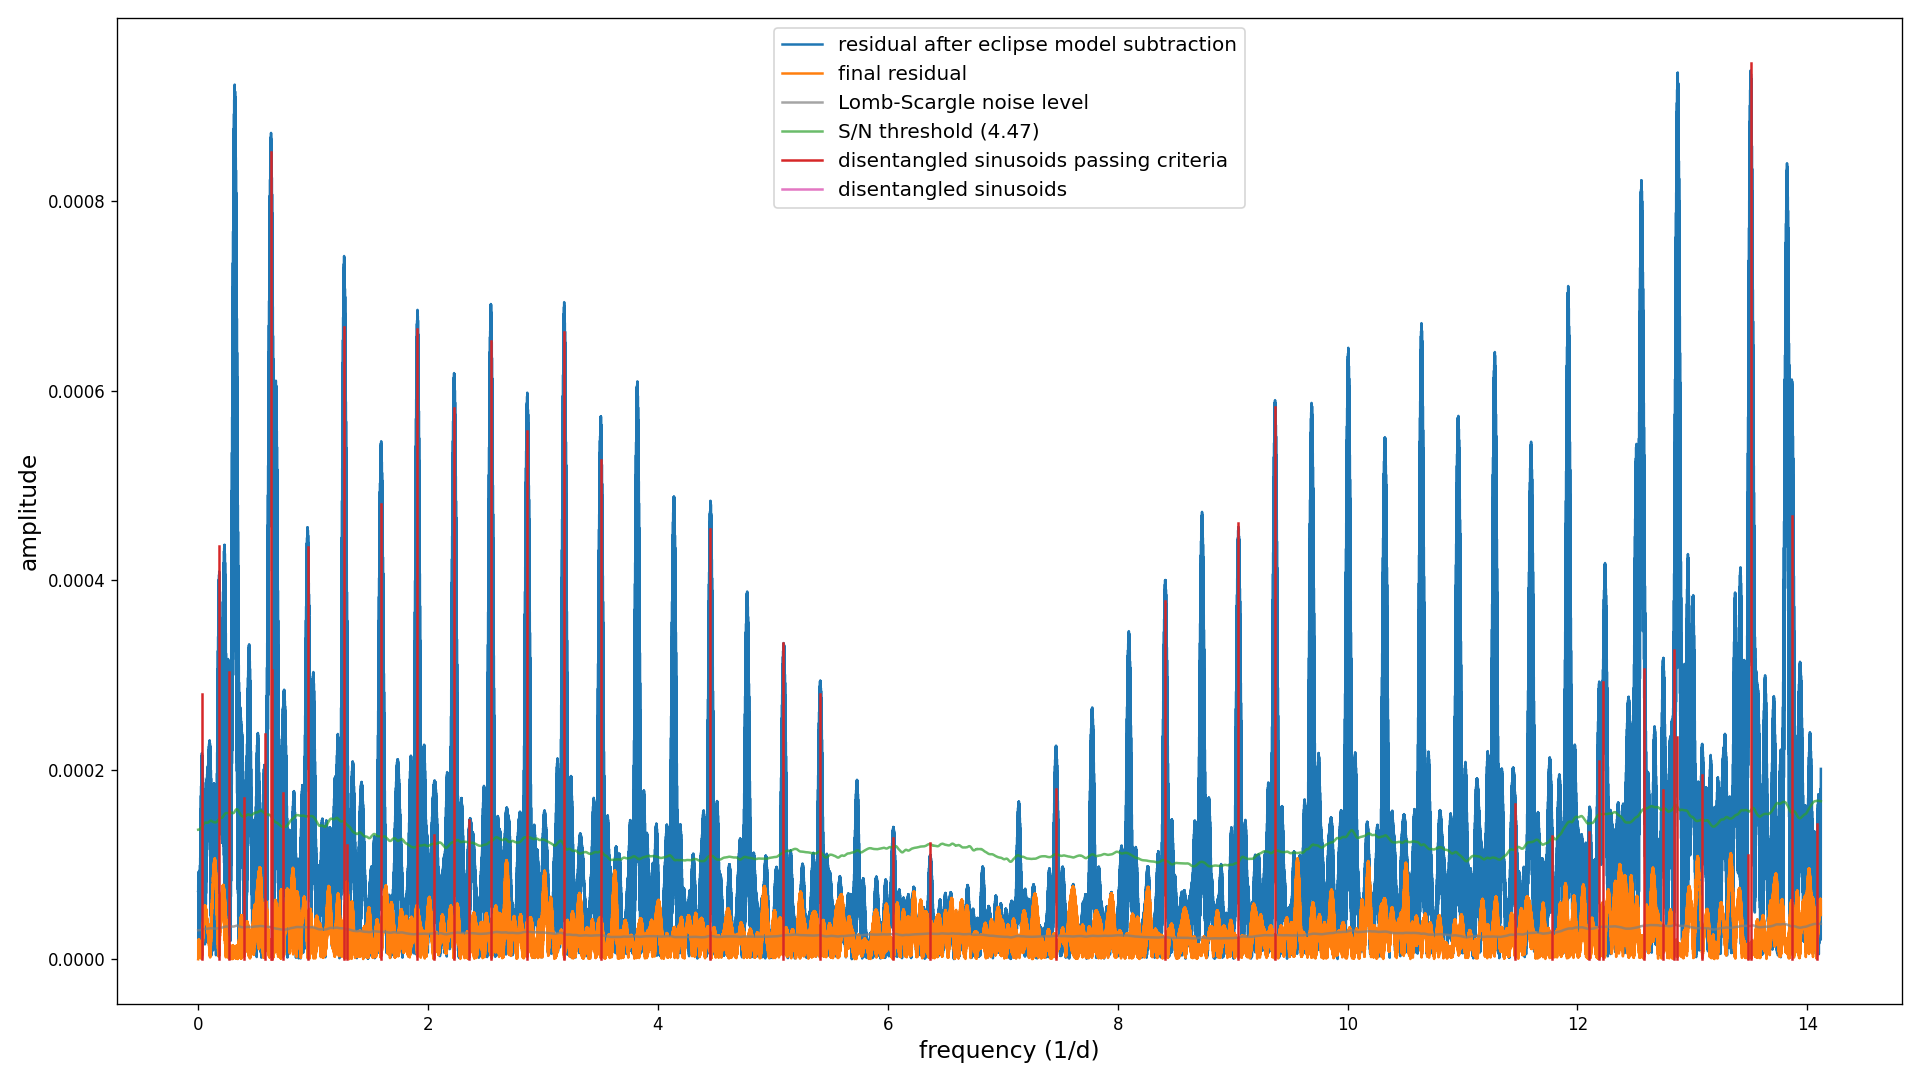 residual after eclipse model subtraction
final residual
Lomb-Scargle noise level
S/N threshold (4.47)
disentangled sinusoids passing criteria
disentangled sinusoids
amplitude
0.0008
0.0006
0.0004
0.0002
0.0000
0 2 4 6 8 10 12 14
frequency (1/d)